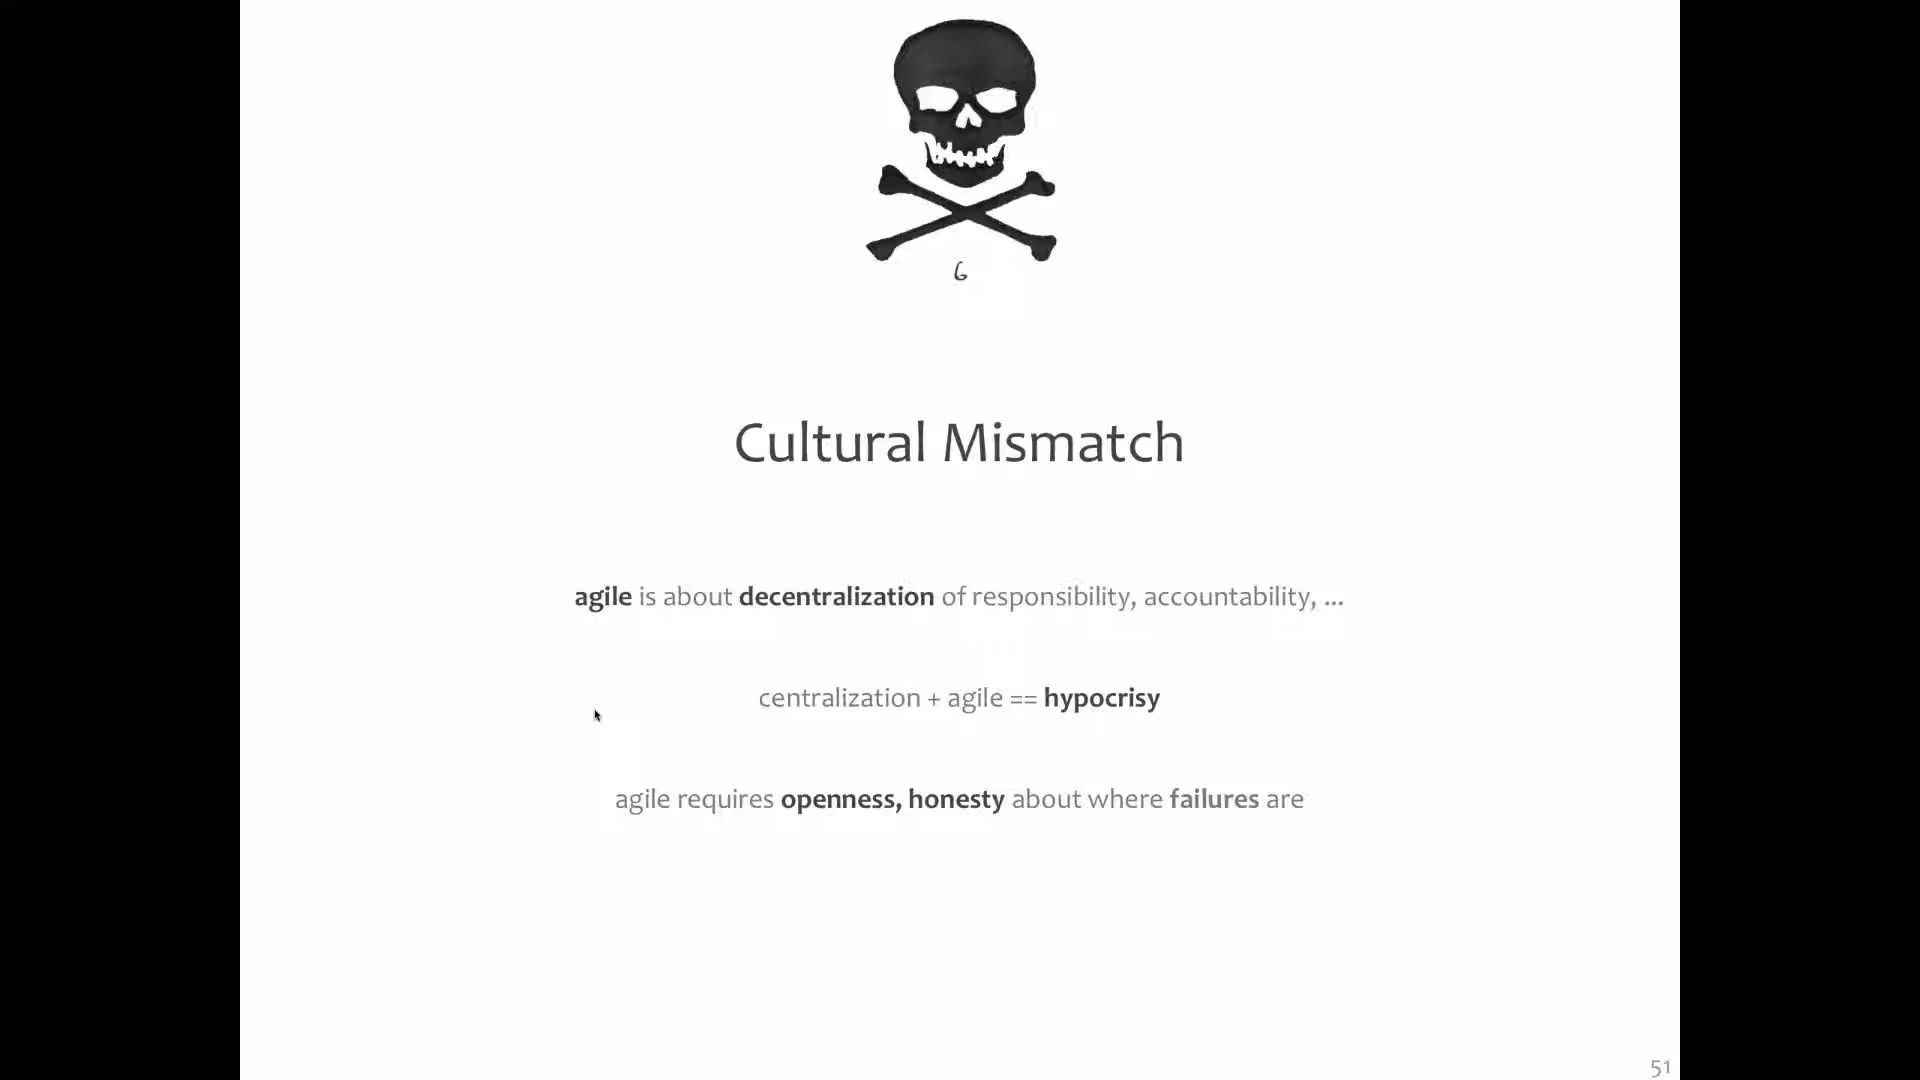 6
Cultural Mismatch
agile is about decentralization of responsibility, accountability, ...
centralization + agile == hypocrisy
agile requires openness, honesty about where failures are
51